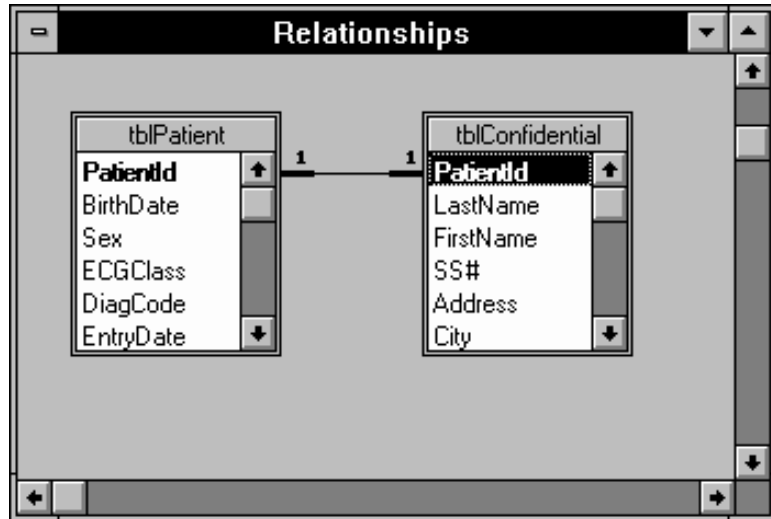 Relationships
tblPatient
PatientId
BirthDate
Sex
ECGClass
DiagCode
EntryDate
1 1
tblConfidential
PatientId
LastName
FirstName
SS#
Address
City